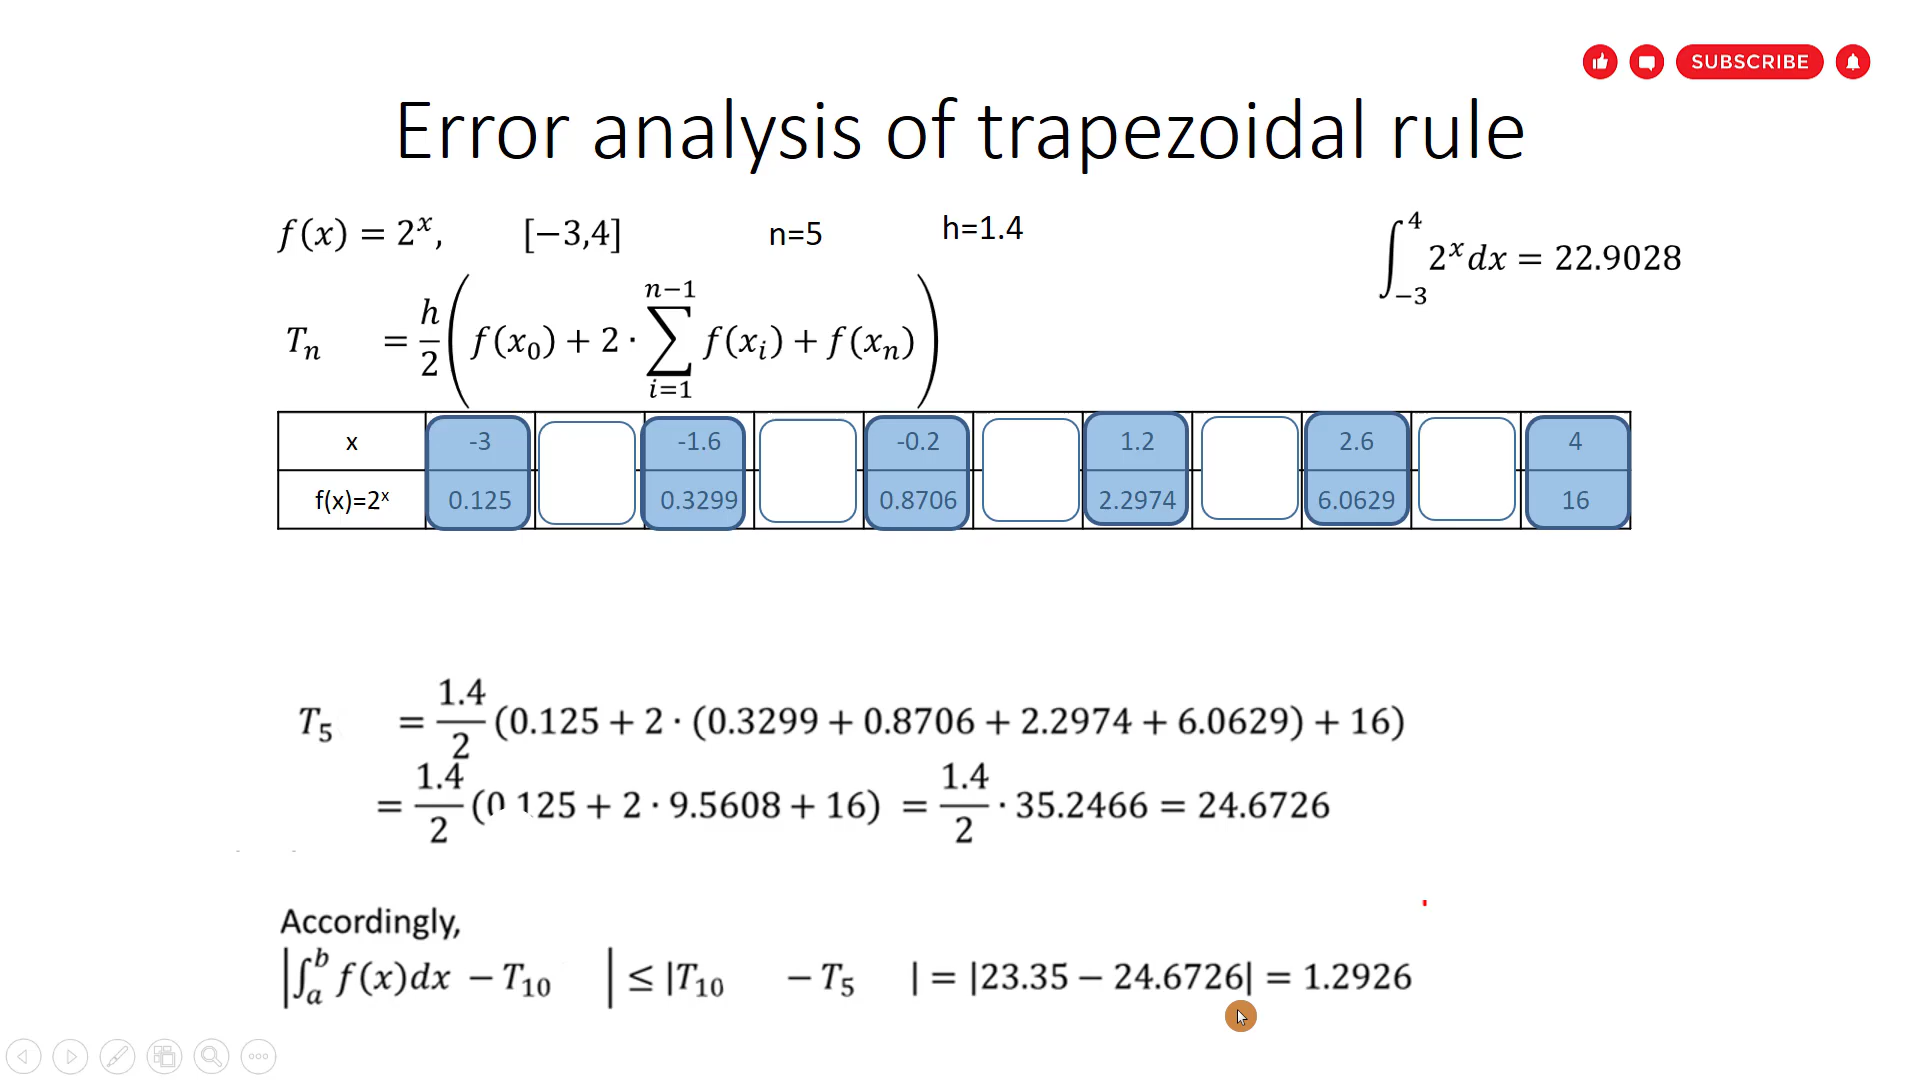 SUBSCRIBE
Error analysis of trapezoidal rule
f(x) = 2^x, [−3,4] n=5 h=1.4
∫_{−3}^{4} 2^x dx = 22.9028
T_n = h/2 ( f(x_0) + 2 · ∑_{i=1}^{n−1} f(x_i) + f(x_n) )
x -3 -1.6 -0.2 1.2 2.6 4
f(x)=2^x 0.125 0.3299 0.8706 2.2974 6.0629 16
T_5 = 1.4/2 (0.125 + 2 · (0.3299 + 0.8706 + 2.2974 + 6.0629) + 16)
= 1.4/2 (0.125 + 2 · 9.5608 + 16) = 1.4/2 · 35.2466 = 24.6726
Accordingly,
|∫_a^b f(x)dx − T_10 | ≤ |T_10 − T_5 | = |23.35 − 24.6726| = 1.2926